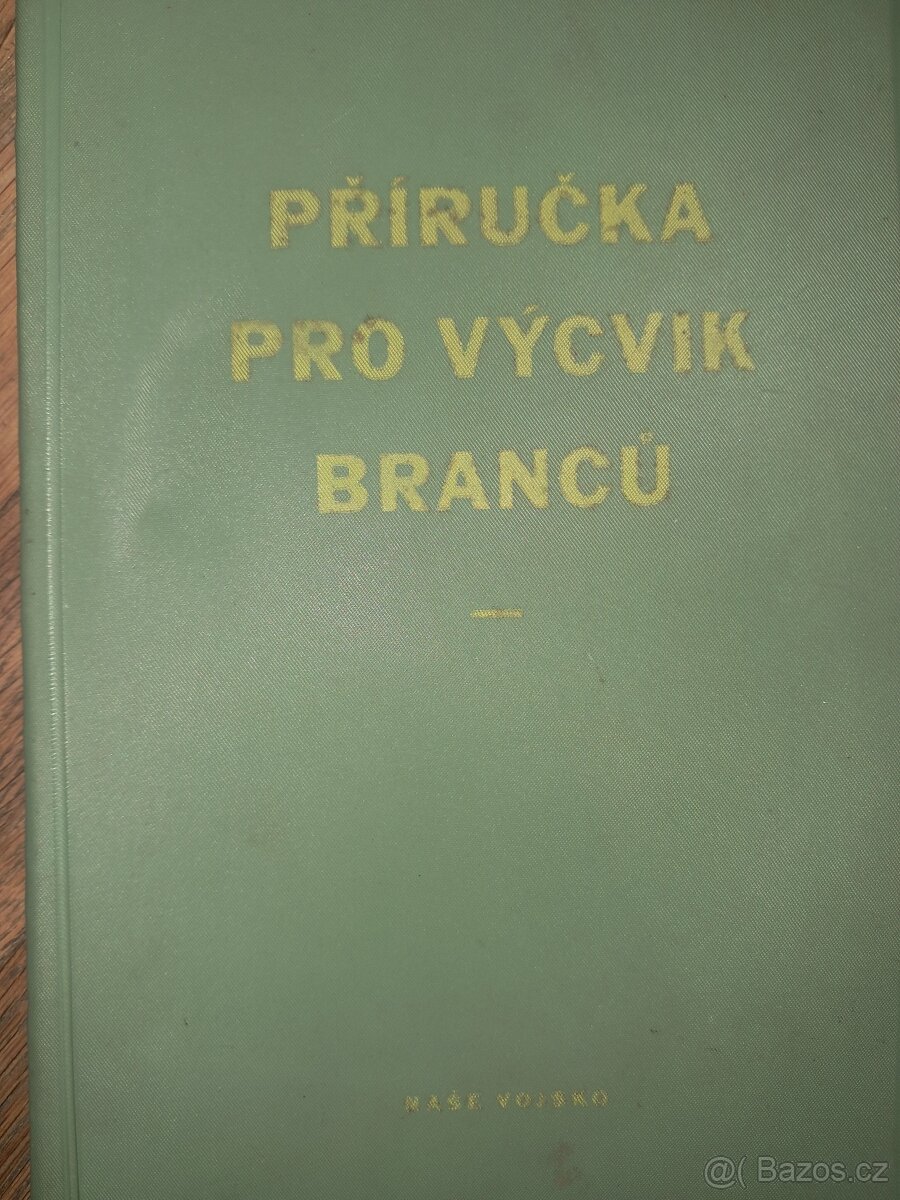 PŘÍRUČKA
PRO VÝCVIK
BRANCŮ
NAŠE VOJSKO
@( Bazos.cz